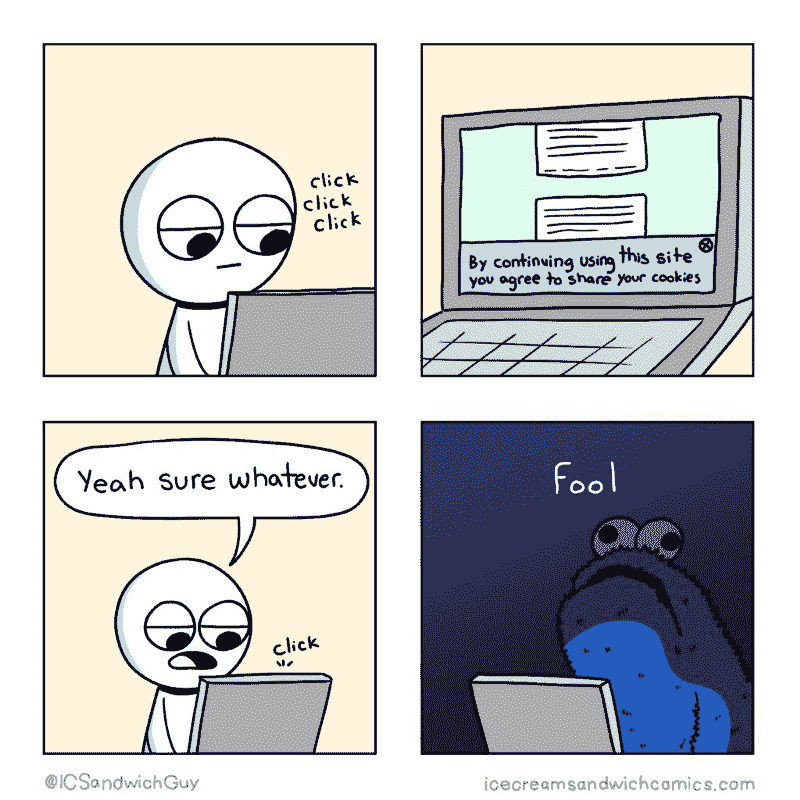 click
click
click
By continuing using this site
you agree to share your cookies
Yeah sure whatever.
click
Fool
@ICSandwichGuy
icecreamsandwichcomics.com